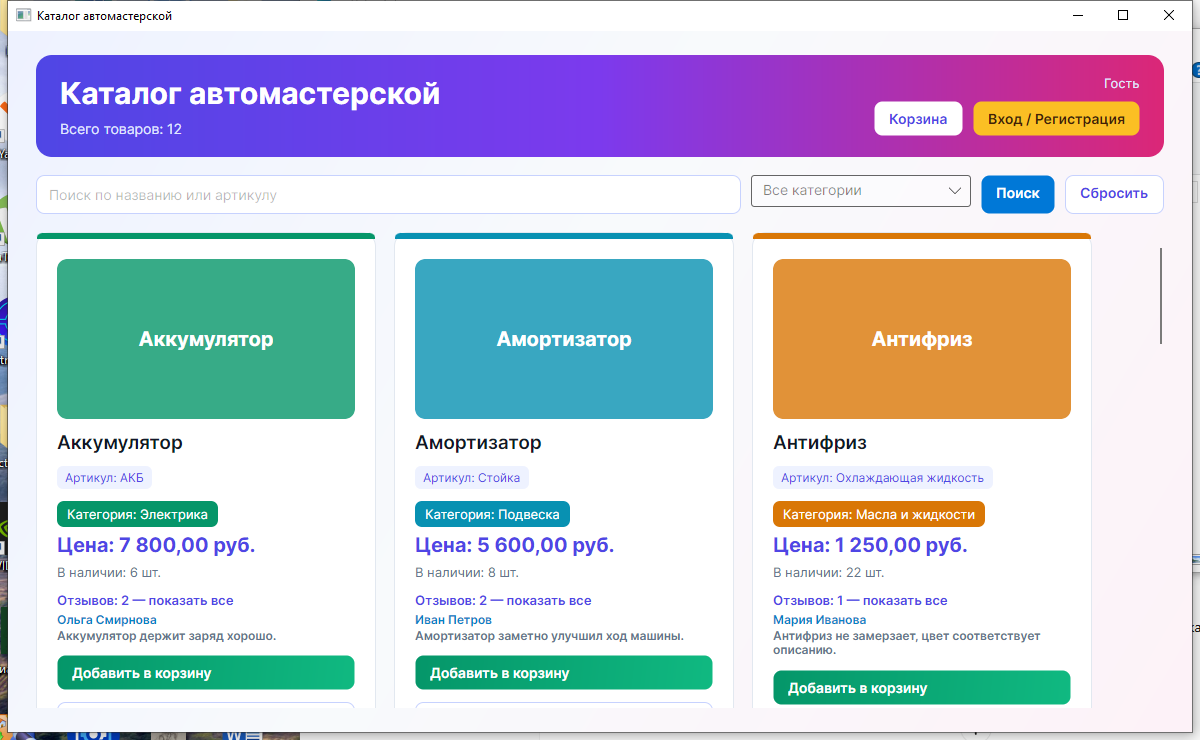 Каталог автомастерской
Каталог автомастерской
Гость
Всего товаров: 12
Корзина
Вход / Регистрация
Поиск по названию или артикулу
Все категории
Поиск
Сбросить
Аккумулятор
Аккумулятор
Артикул: АКБ
Категория: Электрика
Цена: 7 800,00 руб.
В наличии: 6 шт.
Отзывов: 2 — показать все
Ольга Смирнова
Аккумулятор держит заряд хорошо.
Добавить в корзину
Амортизатор
Амортизатор
Артикул: Стойка
Категория: Подвеска
Цена: 5 600,00 руб.
В наличии: 8 шт.
Отзывов: 2 — показать все
Иван Петров
Амортизатор заметно улучшил ход машины.
Добавить в корзину
Антифриз
Антифриз
Артикул: Охлаждающая жидкость
Категория: Масла и жидкости
Цена: 1 250,00 руб.
В наличии: 22 шт.
Отзывов: 1 — показать все
Мария Иванова
Антифриз не замерзает, цвет соответствует
описанию.
Добавить в корзину